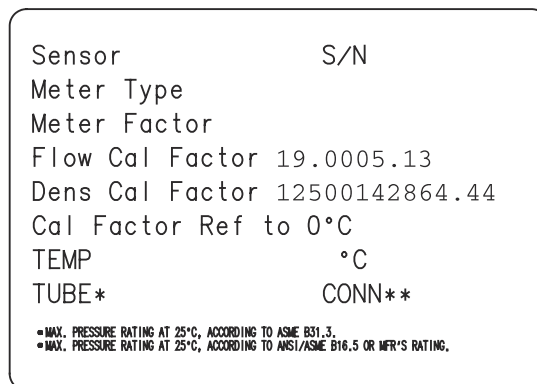 Sensor S/N
Meter Type
Meter Factor
Flow Cal Factor 19.0005.13
Dens Cal Factor 12500142864.44
Cal Factor Ref to 0°C
TEMP °C
TUBE* CONN**
*MAX. PRESSURE RATING AT 25°C, ACCORDING TO ASME B31.3.
*MAX. PRESSURE RATING AT 25°C, ACCORDING TO ANSI/ASME B16.5 OR MFR'S RATING.